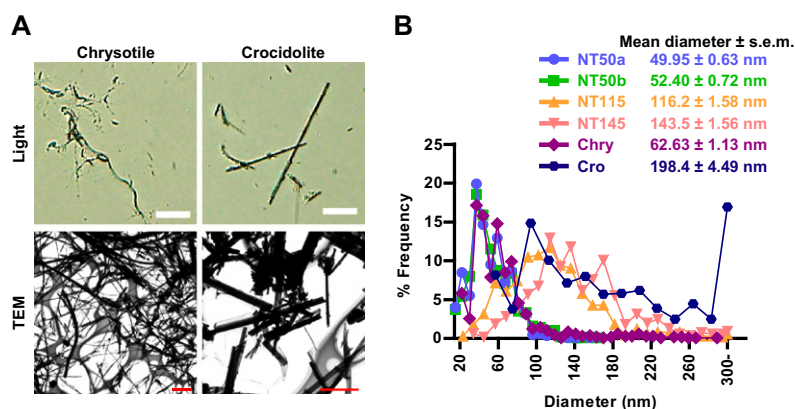 A
Chrysotile
Crocidolite
Light
TEM
B
Mean diameter ± s.e.m.
NT50a 49.95 ± 0.63 nm
NT50b 52.40 ± 0.72 nm
NT115 116.2 ± 1.58 nm
NT145 143.5 ± 1.56 nm
Chry 62.63 ± 1.13 nm
Cro 198.4 ± 4.49 nm
% Frequency
25
20
15
10
5
0
20 60 100 140 180 220 260 300-
Diameter (nm)